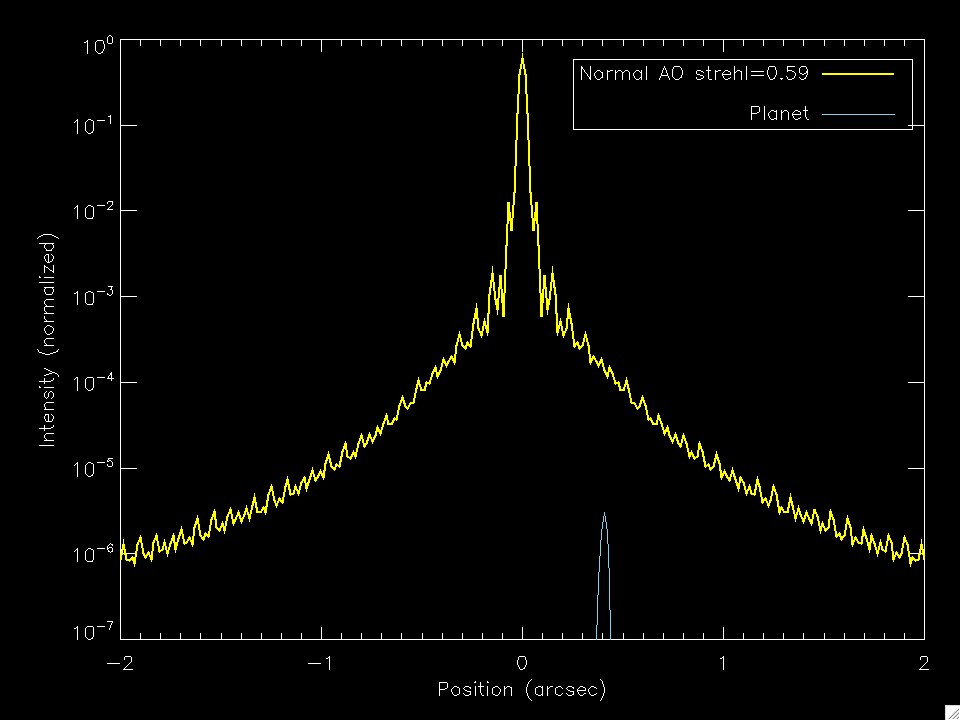 Normal AO strehl=0.59
Planet
10⁰
10⁻¹
10⁻²
10⁻³
10⁻⁴
10⁻⁵
10⁻⁶
10⁻⁷
Intensity (normalized)
−2 −1 0 1 2
Position (arcsec)